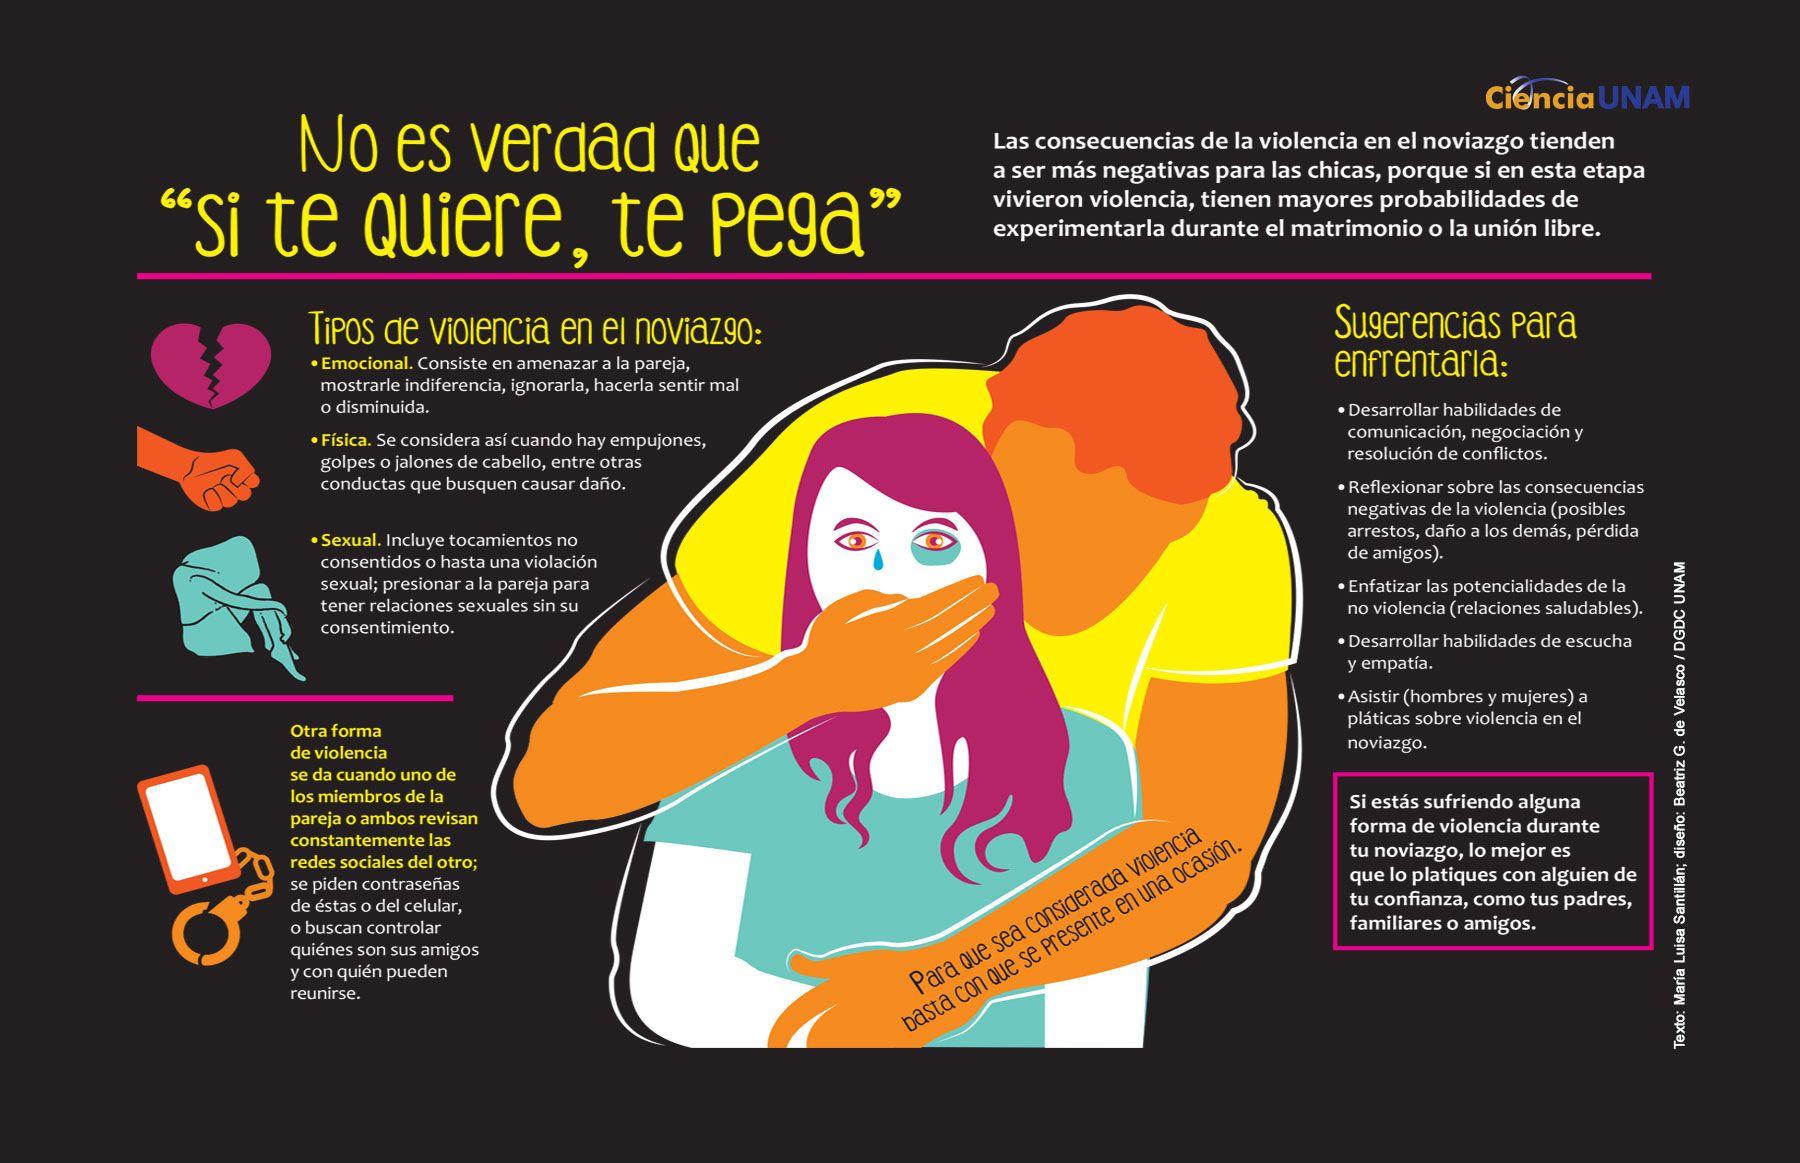 CienciaUNAM
No es verdad que
“si te quiere, te pega”
Las consecuencias de la violencia en el noviazgo tienden
a ser más negativas para las chicas, porque si en esta etapa
vivieron violencia, tienen mayores probabilidades de
experimentarla durante el matrimonio o la unión libre.
Tipos de violencia en el noviazgo:
• Emocional. Consiste en amenazar a la pareja,
mostrarle indiferencia, ignorarla, hacerla sentir mal
o disminuida.
• Física. Se considera así cuando hay empujones,
golpes o jalones de cabello, entre otras
conductas que busquen causar daño.
• Sexual. Incluye tocamientos no
consentidos o hasta una violación
sexual; presionar a la pareja para
tener relaciones sexuales sin su
consentimiento.
Otra forma
de violencia
se da cuando uno de
los miembros de la
pareja o ambos revisan
constantemente las
redes sociales del otro;
se piden contraseñas
de éstas o del celular,
o buscan controlar
quiénes son sus amigos
y con quién pueden
reunirse.
Para que sea considerada violencia
basta con que se presente en una ocasión.
Sugerencias para
enfrentarla:
• Desarrollar habilidades de
comunicación, negociación y
resolución de conflictos.
• Reflexionar sobre las consecuencias
negativas de la violencia (posibles
arrestos, daño a los demás, pérdida
de amigos).
• Enfatizar las potencialidades de la
no violencia (relaciones saludables).
• Desarrollar habilidades de escucha
y empatía.
• Asistir (hombres y mujeres) a
pláticas sobre violencia en el
noviazgo.
Si estás sufriendo alguna
forma de violencia durante
tu noviazgo, lo mejor es
que lo platiques con alguien de
tu confianza, como tus padres,
familiares o amigos.
Texto: María Luisa Santillán; diseño: Beatriz G. de Velasco / DGDC UNAM